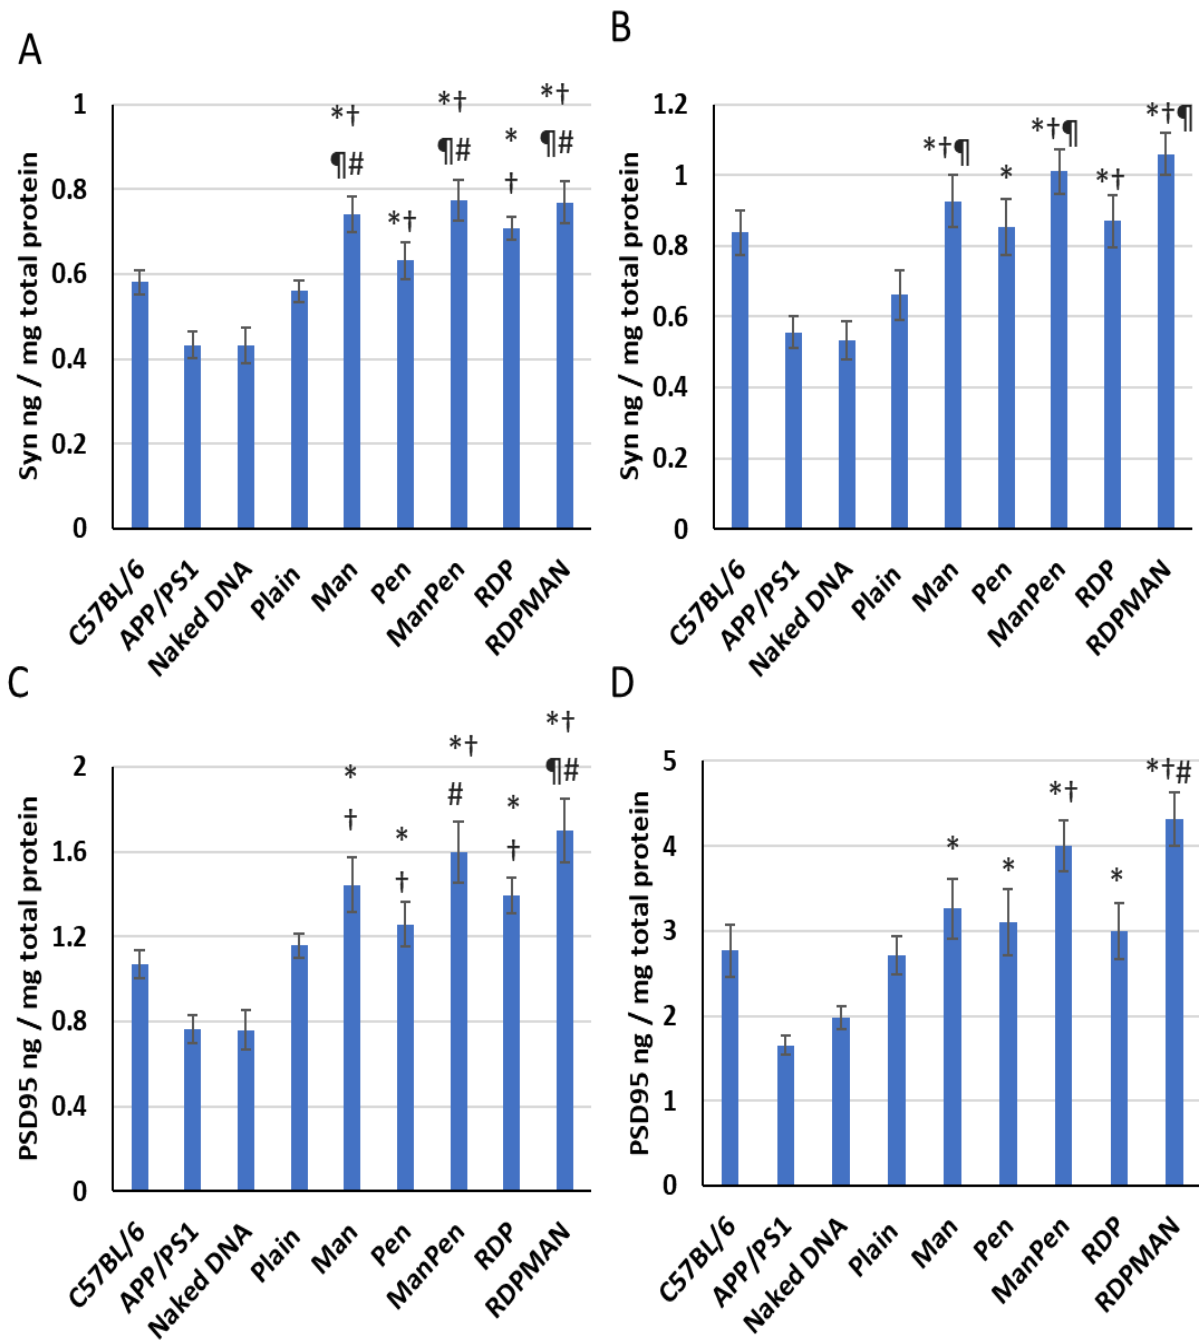 A
Syn ng / mg total protein
1
0.8
0.6
0.4
0.2
0
*†
¶#
*†
*†
¶#
*
†
*†
¶#
C57BL/6
APP/PS1
Naked DNA
Plain
Man
Pen
ManPen
RDP
RDPMAN
B
Syn ng / mg total protein
1.2
1
0.8
0.6
0.4
0.2
0
*†¶
*
*†¶
*†
*†¶
C57BL/6
APP/PS1
Naked DNA
Plain
Man
Pen
ManPen
RDP
RDPMAN
C
PSD95 ng / mg total protein
2
1.6
1.2
0.8
0.4
0
*
†
*
†
*†
#
*
†
*†
¶#
C57BL/6
APP/PS1
Naked DNA
Plain
Man
Pen
ManPen
RDP
RDPMAN
D
PSD95 ng / mg total protein
5
4
3
2
1
0
*
*
*†
*
*†#
C57BL/6
APP/PS1
Naked DNA
Plain
Man
Pen
ManPen
RDP
RDPMAN